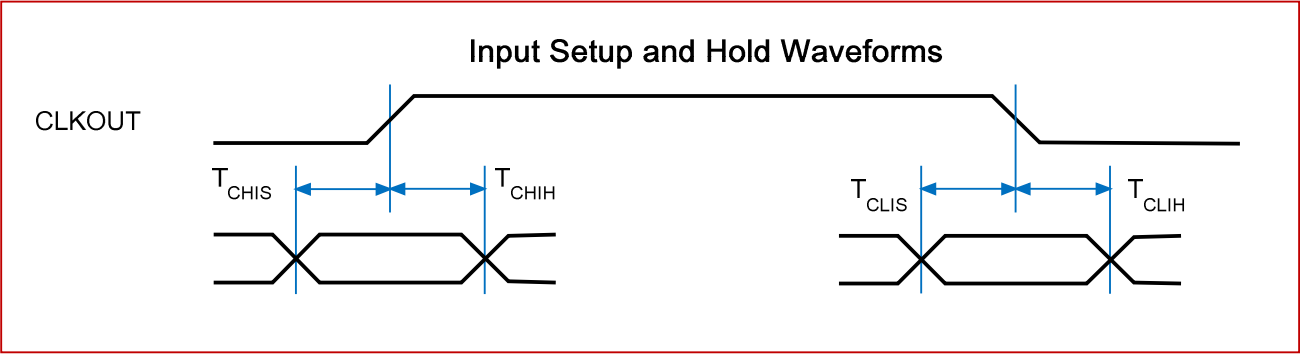 Input Setup and Hold Waveforms
CLKOUT
TCHIS
TCHIH
TCLIS
TCLIH